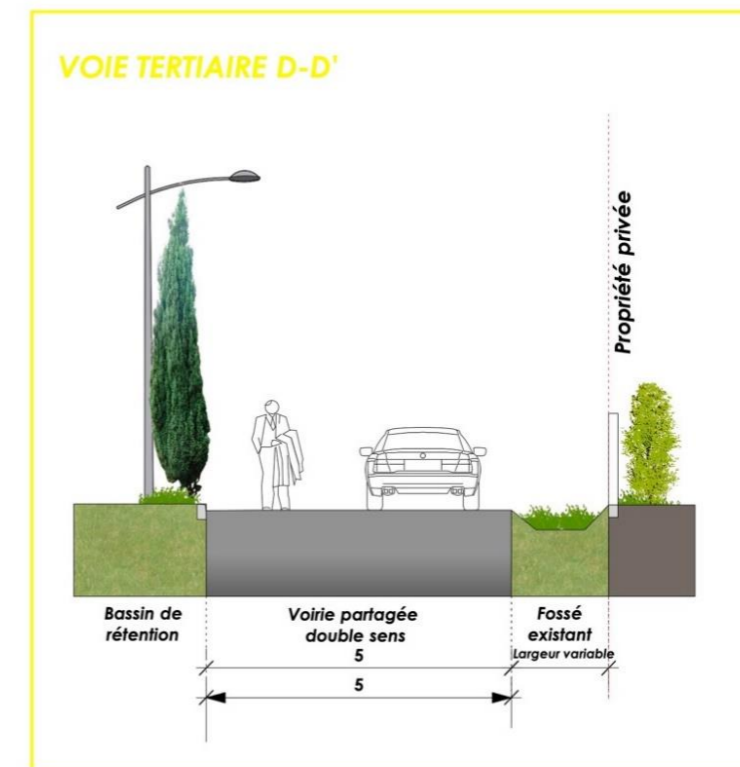 VOIE TERTIAIRE D-D'
Propriété privée
Bassin de
rétention
Voirie partagée
double sens
5
Fossé
existant
Largeur variable
5